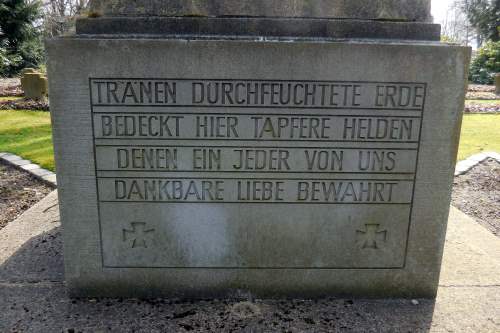 TRÄNEN DURCHFEUCHTETE ERDE
BEDECKT HIER TAPFERE HELDEN
DENEN EIN JEDER VON UNS
DANKBARE LIEBE BEWAHRT